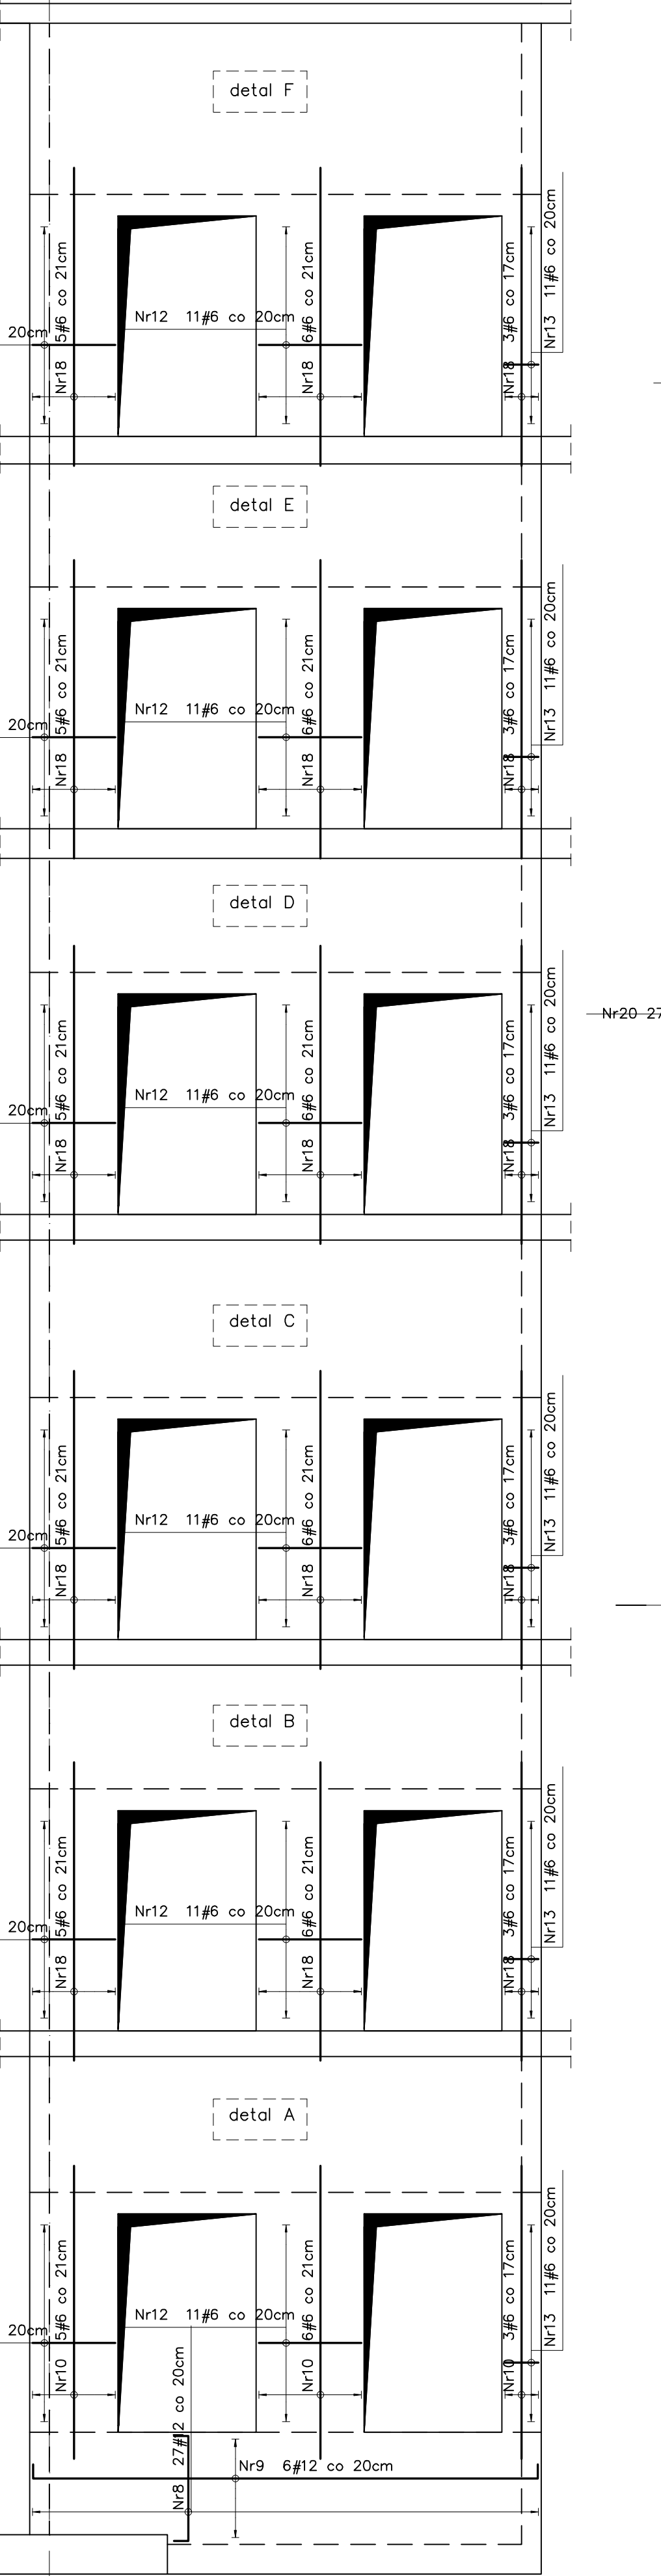 detal F
Nr18 5#6 co 21cm
Nr12 11#6 co 20cm
Nr18 6#6 co 21cm
Nr18 3#6 co 17cm
Nr13 11#6 co 20cm
20cm
detal E
Nr18 5#6 co 21cm
Nr12 11#6 co 20cm
Nr18 6#6 co 21cm
Nr18 3#6 co 17cm
Nr13 11#6 co 20cm
20cm
detal D
Nr18 5#6 co 21cm
Nr12 11#6 co 20cm
Nr18 6#6 co 21cm
Nr18 3#6 co 17cm
Nr13 11#6 co 20cm
Nr20 27
20cm
detal C
Nr18 5#6 co 21cm
Nr12 11#6 co 20cm
Nr18 6#6 co 21cm
Nr18 3#6 co 17cm
Nr13 11#6 co 20cm
20cm
detal B
Nr18 5#6 co 21cm
Nr12 11#6 co 20cm
Nr18 6#6 co 21cm
Nr18 3#6 co 17cm
Nr13 11#6 co 20cm
20cm
detal A
Nr10 5#6 co 21cm
Nr12 11#6 co 20cm
Nr10 6#6 co 21cm
Nr10 3#6 co 17cm
Nr13 11#6 co 20cm
20cm
Nr8 27#12 co 20cm
Nr9 6#12 co 20cm